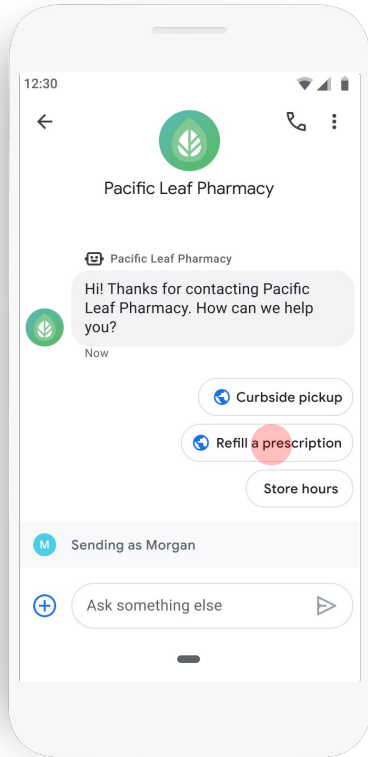 12:30
Pacific Leaf Pharmacy
Pacific Leaf Pharmacy
Hi! Thanks for contacting Pacific
Leaf Pharmacy. How can we help
you?
Now
Curbside pickup
Refill a prescription
Store hours
M
Sending as Morgan
Ask something else